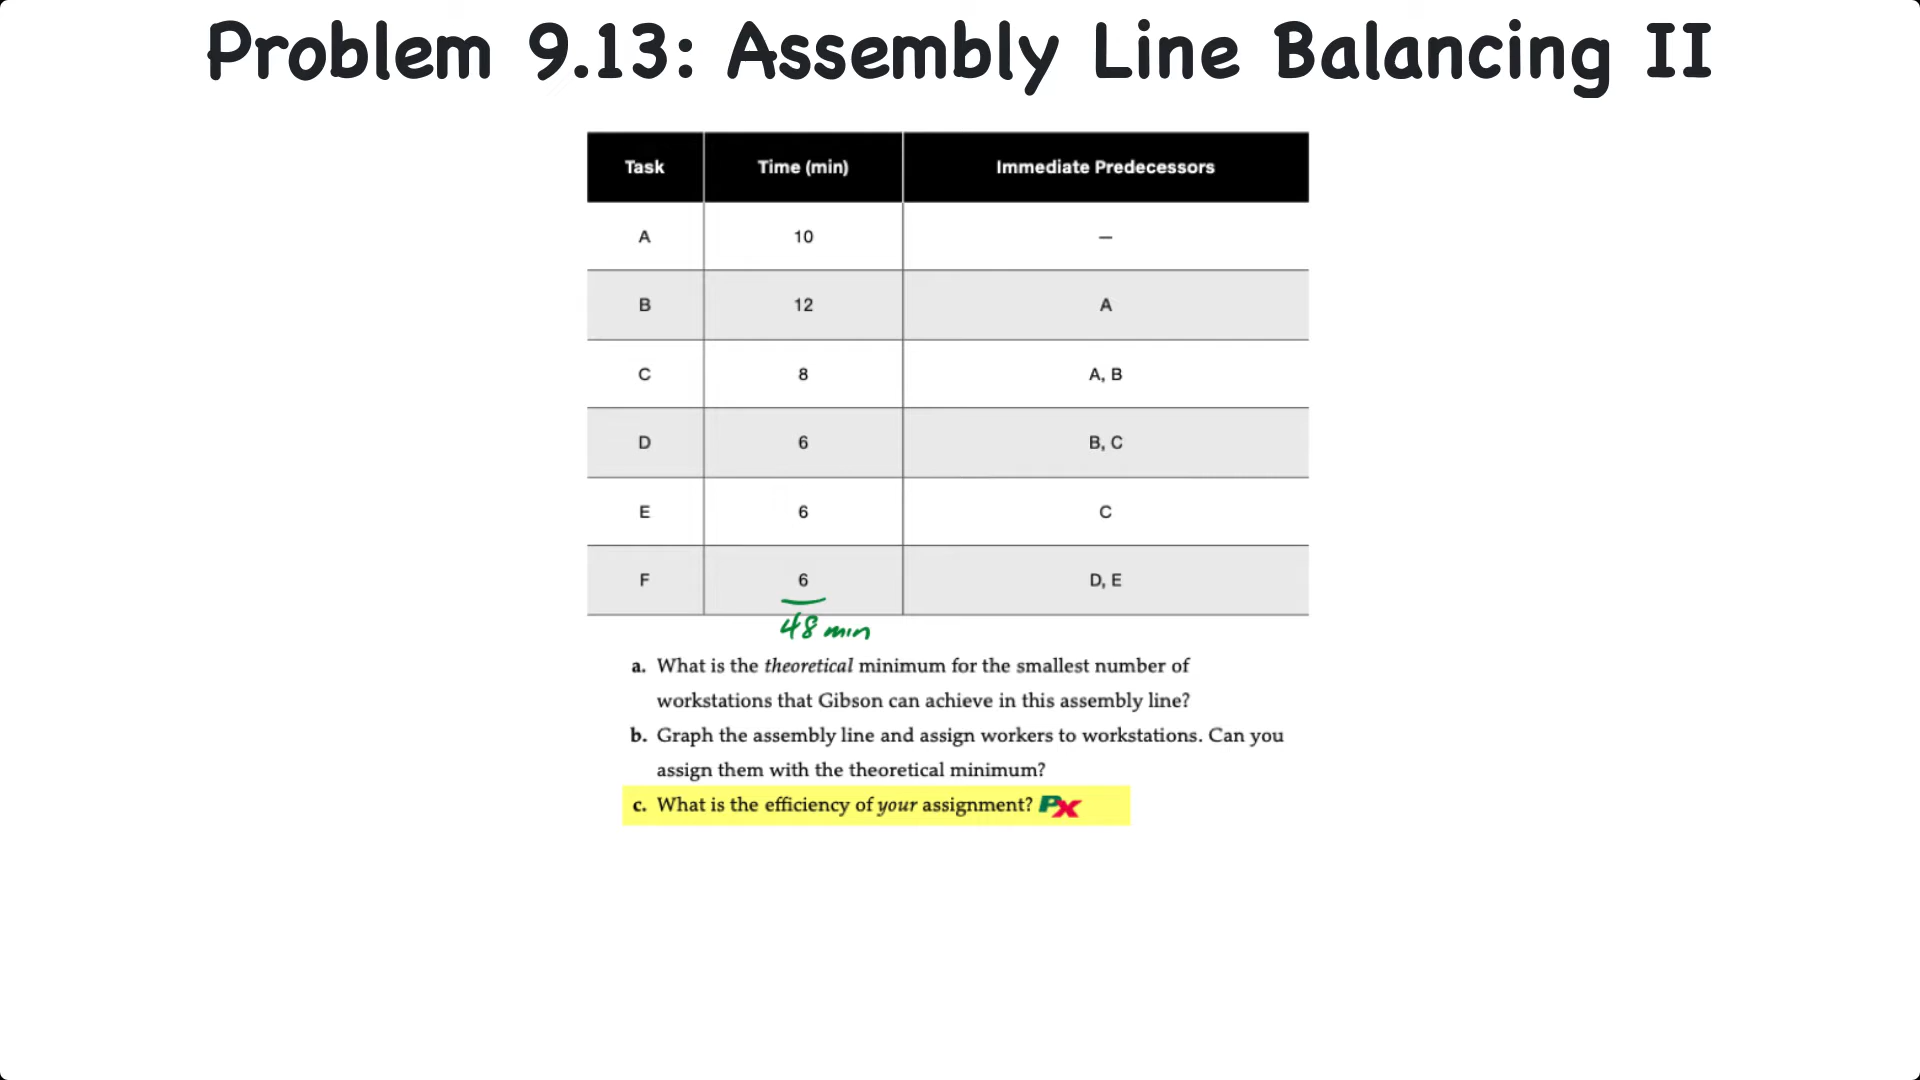 Problem 9.13: Assembly Line Balancing II
Task Time (min) Immediate Predecessors
A 10 –
B 12 A
C 8 A, B
D 6 B, C
E 6 C
F 6 D, E
48 min
a. What is the theoretical minimum for the smallest number of
workstations that Gibson can achieve in this assembly line?
b. Graph the assembly line and assign workers to workstations. Can you
assign them with the theoretical minimum?
c. What is the efficiency of your assignment? PX